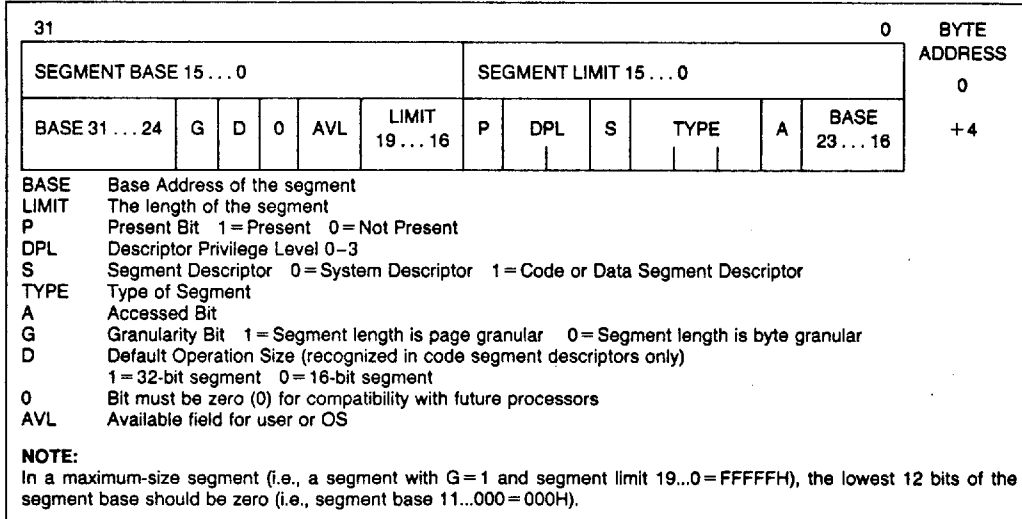 31 0 BYTE
ADDRESS
SEGMENT BASE 15 . . . 0 SEGMENT LIMIT 15 . . . 0 0
BASE 31 . . . 24 G D 0 AVL LIMIT
19 . . . 16 P DPL S TYPE A BASE
23 . . . 16 +4
BASE Base Address of the segment
LIMIT The length of the segment
P Present Bit 1 = Present 0 = Not Present
DPL Descriptor Privilege Level 0–3
S Segment Descriptor 0 = System Descriptor 1 = Code or Data Segment Descriptor
TYPE Type of Segment
A Accessed Bit
G Granularity Bit 1 = Segment length is page granular 0 = Segment length is byte granular
D Default Operation Size (recognized in code segment descriptors only)
1 = 32-bit segment 0 = 16-bit segment
0 Bit must be zero (0) for compatibility with future processors
AVL Available field for user or OS
NOTE:
In a maximum-size segment (i.e., a segment with G=1 and segment limit 19...0=FFFFFH), the lowest 12 bits of the
segment base should be zero (i.e., segment base 11...000=000H).